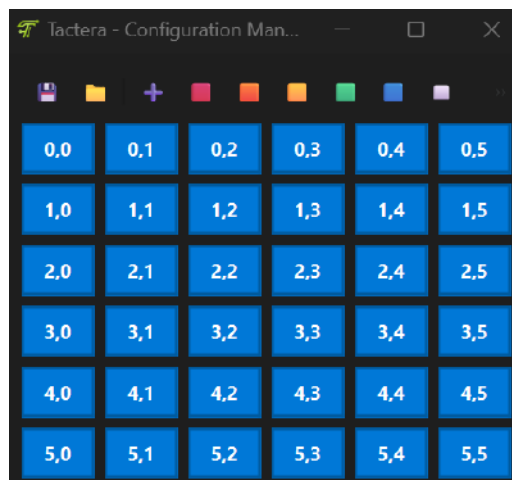 Tactera - Configuration Man...
0,0 0,1 0,2 0,3 0,4 0,5
1,0 1,1 1,2 1,3 1,4 1,5
2,0 2,1 2,2 2,3 2,4 2,5
3,0 3,1 3,2 3,3 3,4 3,5
4,0 4,1 4,2 4,3 4,4 4,5
5,0 5,1 5,2 5,3 5,4 5,5